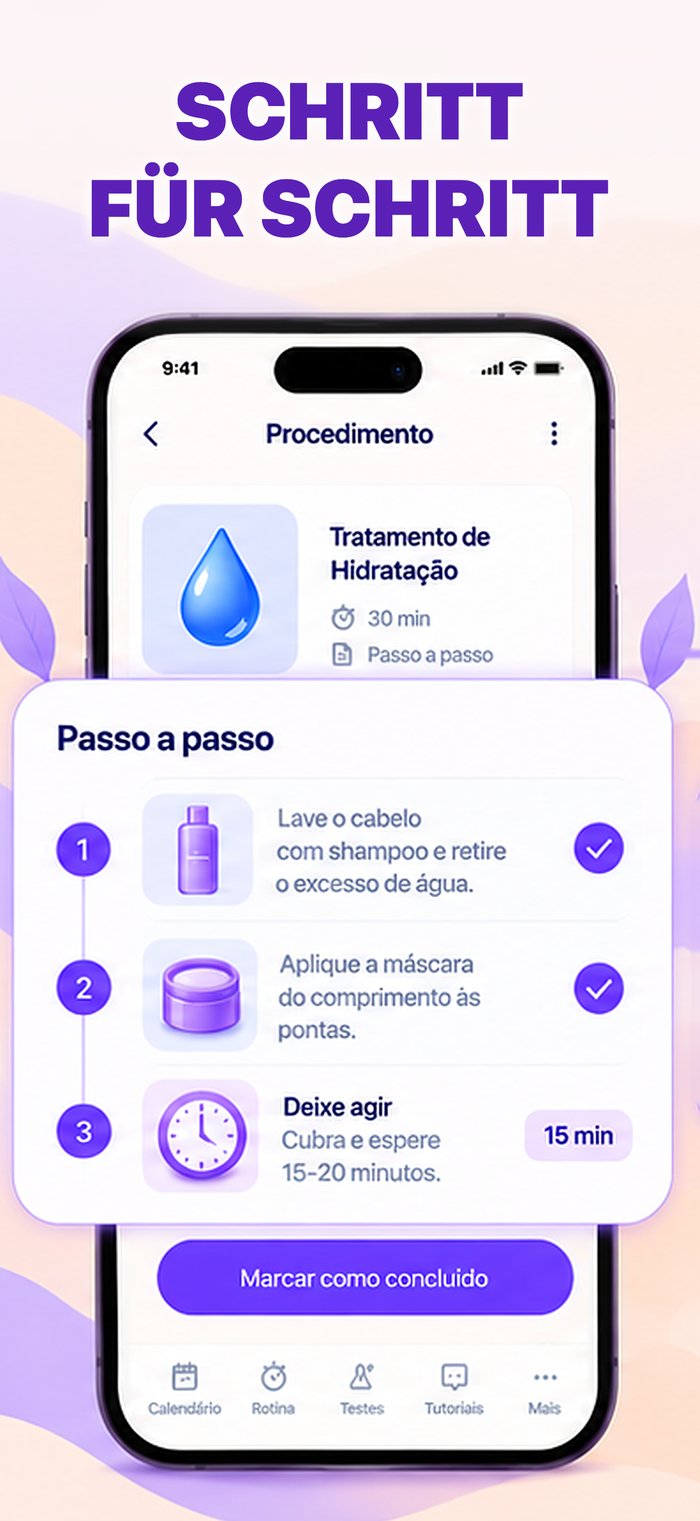 SCHRITT
FÜR SCHRITT
9:41
Procedimento
Tratamento de
Hidratação
30 min
Passo a passo
Passo a passo
1
Lave o cabelo
com shampoo e retire
o excesso de água.
2
Aplique a máscara
do comprimento às
pontas.
3
Deixe agir
Cubra e espere
15-20 minutos.
15 min
Marcar como concluido
Calendário
Rotina
Testes
Tutoriais
Mais